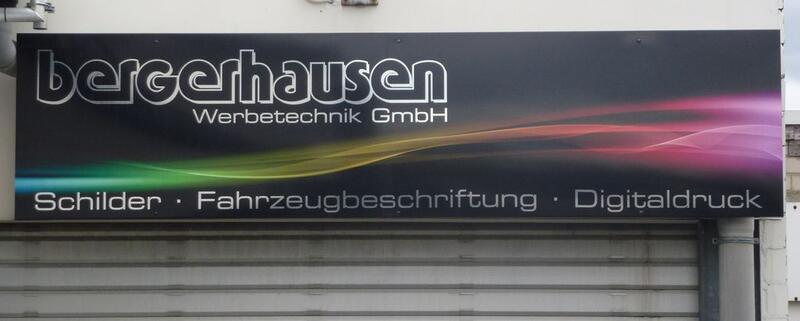 bergerhausen
Werbetechnik GmbH
Schilder · Fahrzeugbeschriftung · Digitaldruck